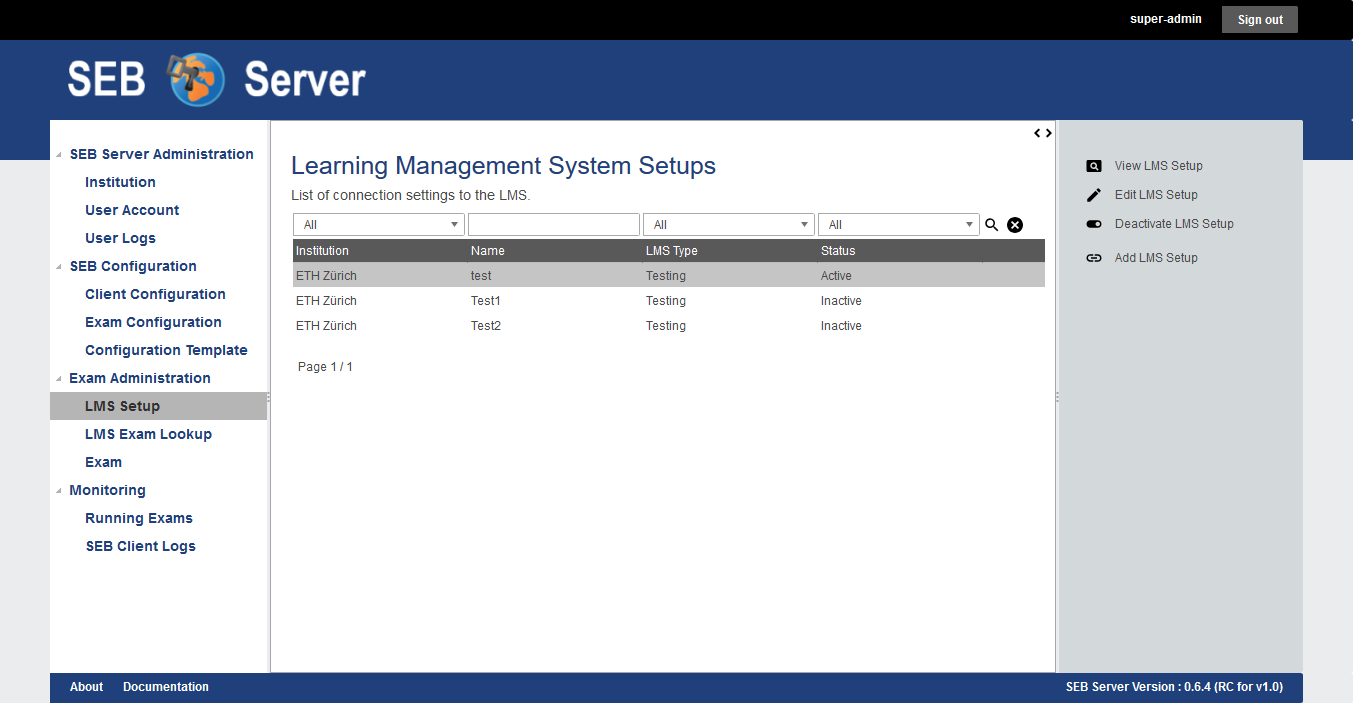 super-admin Sign out
SEB Server
SEB Server Administration
Institution
User Account
User Logs
SEB Configuration
Client Configuration
Exam Configuration
Configuration Template
Exam Administration
LMS Setup
LMS Exam Lookup
Exam
Monitoring
Running Exams
SEB Client Logs
Learning Management System Setups
List of connection settings to the LMS.
All All All
Institution Name LMS Type Status
ETH Zürich test Testing Active
ETH Zürich Test1 Testing Inactive
ETH Zürich Test2 Testing Inactive
Page 1 / 1
View LMS Setup
Edit LMS Setup
Deactivate LMS Setup
Add LMS Setup
About Documentation SEB Server Version : 0.6.4 (RC for v1.0)